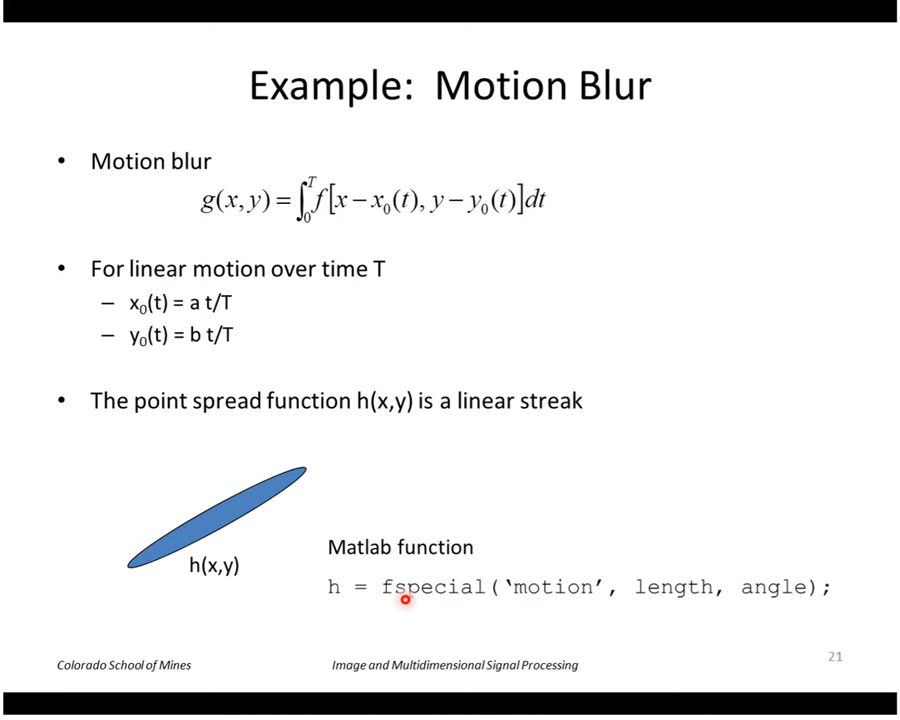 Example: Motion Blur
• Motion blur
g(x, y) = ∫₀ᵀ f[x − x₀(t), y − y₀(t)]dt
• For linear motion over time T
– x₀(t) = a t/T
– y₀(t) = b t/T
• The point spread function h(x,y) is a linear streak
h(x,y)
Matlab function
h = fspecial(‘motion’, length, angle);
Colorado School of Mines
Image and Multidimensional Signal Processing
21